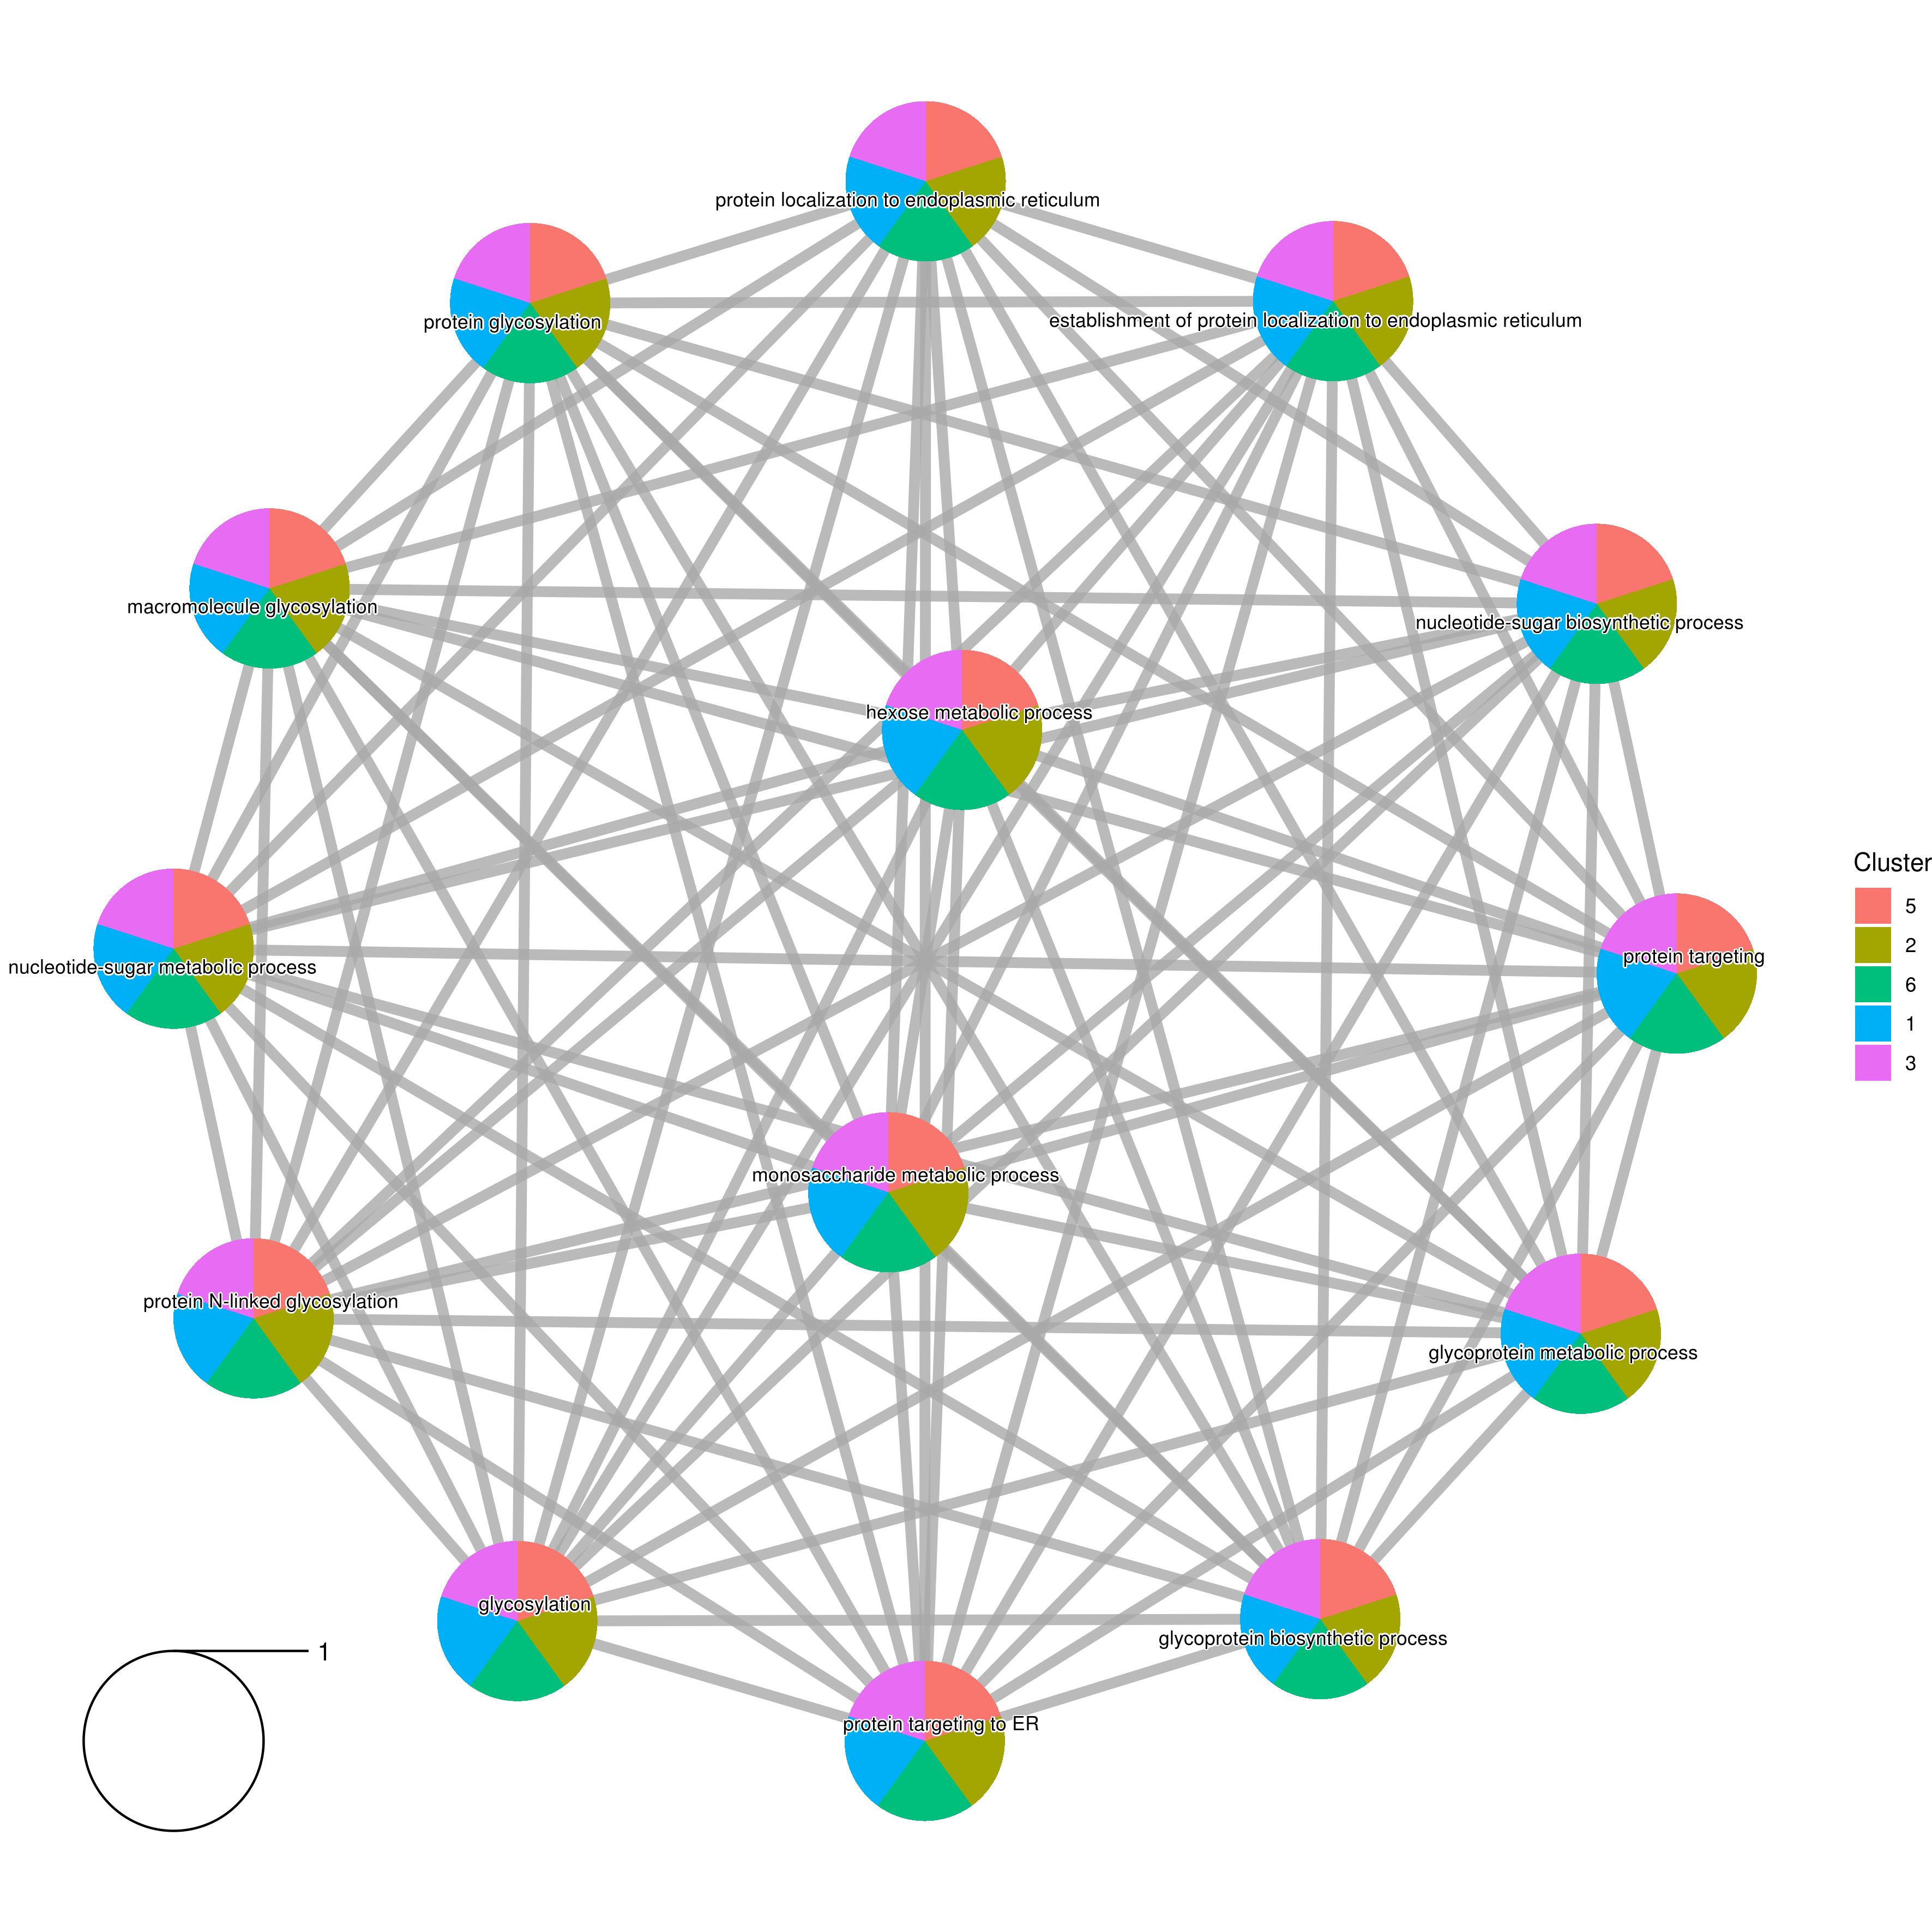 protein localization to endoplasmic reticulum
protein glycosylation
establishment of protein localization to endoplasmic reticulum
macromolecule glycosylation
nucleotide-sugar biosynthetic process
hexose metabolic process
Cluster
5
2
6
1
3
protein targeting
nucleotide-sugar metabolic process
monosaccharide metabolic process
protein N-linked glycosylation
glycoprotein metabolic process
glycosylation
glycoprotein biosynthetic process
1
protein targeting to ER